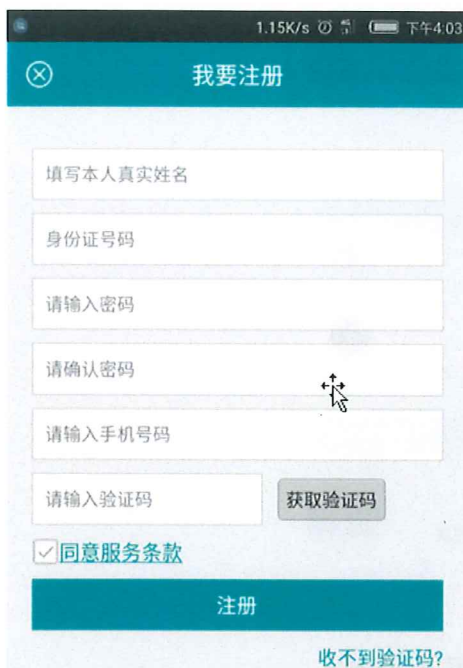 1.15K/s 下午4:03
我要注册
填写本人真实姓名
身份证号码
请输入密码
请确认密码
请输入手机号码
请输入验证码 获取验证码
同意服务条款
注册
收不到验证码?